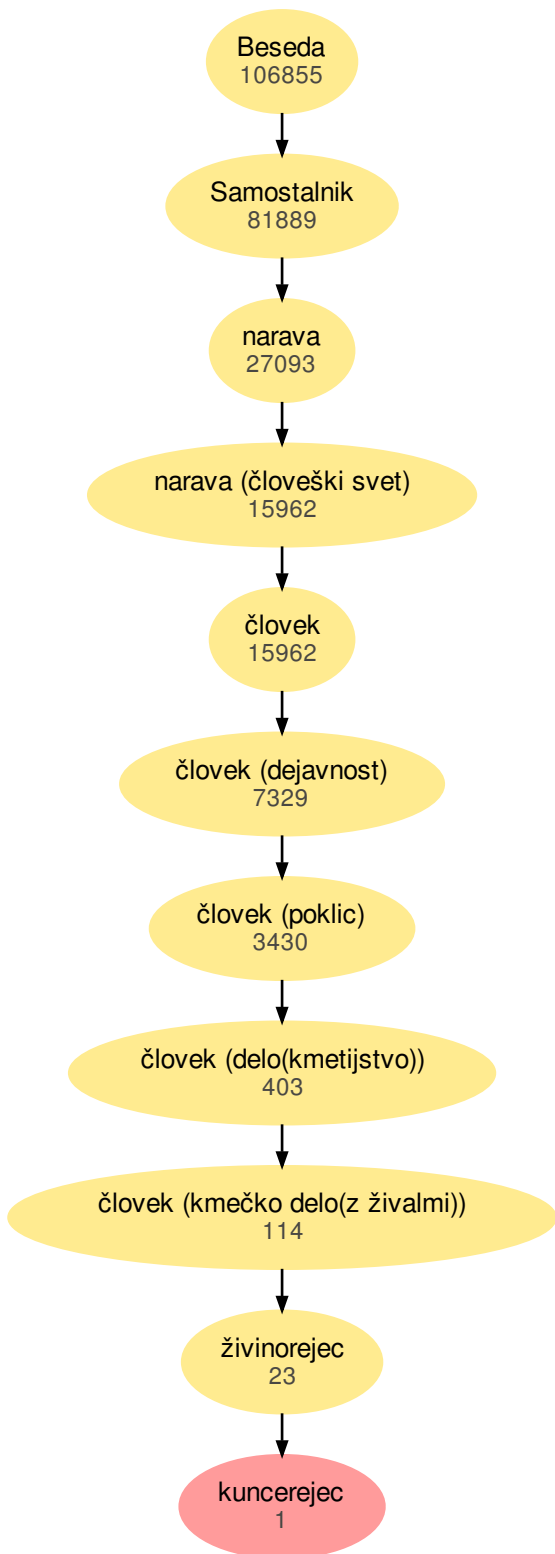 Beseda
106855
Samostalnik
81889
narava
27093
narava (človeški svet)
15962
človek
15962
človek (dejavnost)
7329
človek (poklic)
3430
človek (delo(kmetijstvo))
403
človek (kmečko delo(z živalmi))
114
živinorejec
23
kuncerejec
1